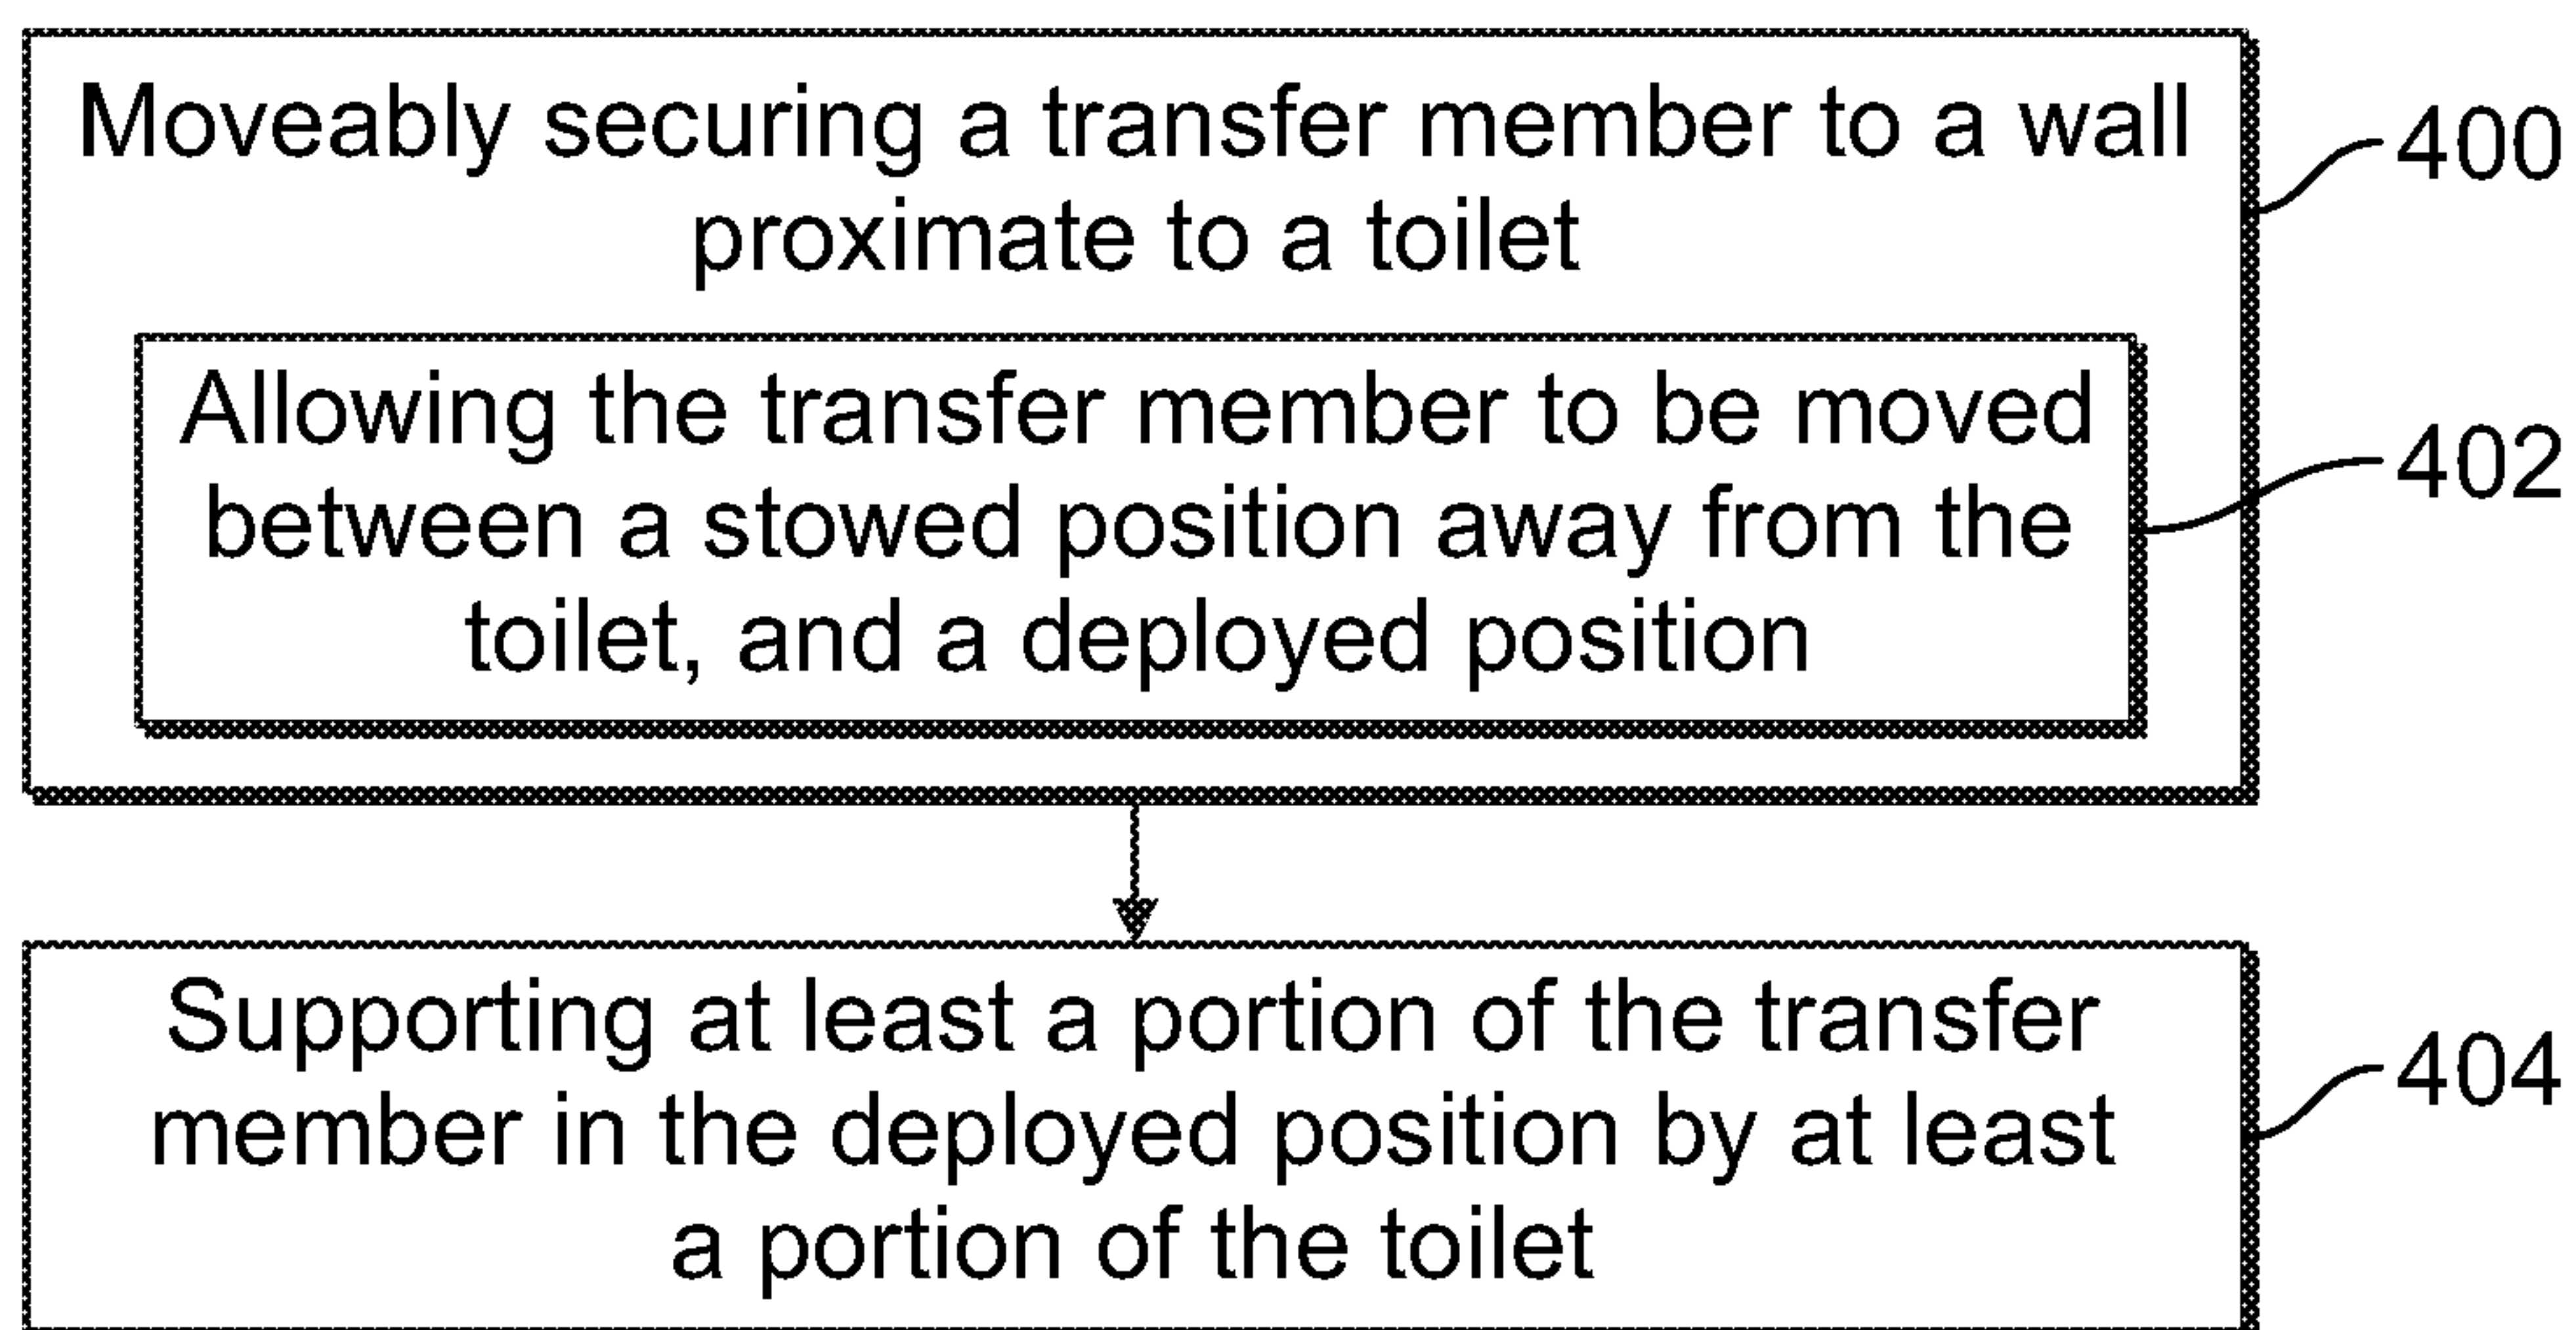 Moveably securing a transfer member to a wall
proximate to a toilet
400
Allowing the transfer member to be moved
between a stowed position away from the
toilet, and a deployed position
402
Supporting at least a portion of the transfer
member in the deployed position by at least
a portion of the toilet
404